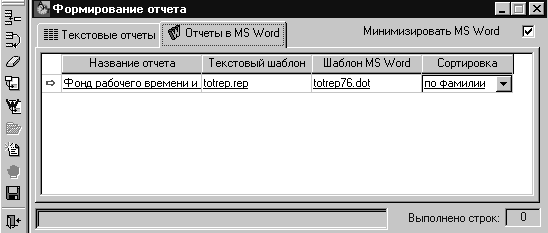 Формирование отчета
Текстовые отчеты
Отчеты в MS Word
Минимизировать MS Word
Название отчета Текстовый шаблон Шаблон MS Word Сортировка
Фонд рабочего времени и totrep.rep totrep76.dot по фамилии
Выполнено строк: 0